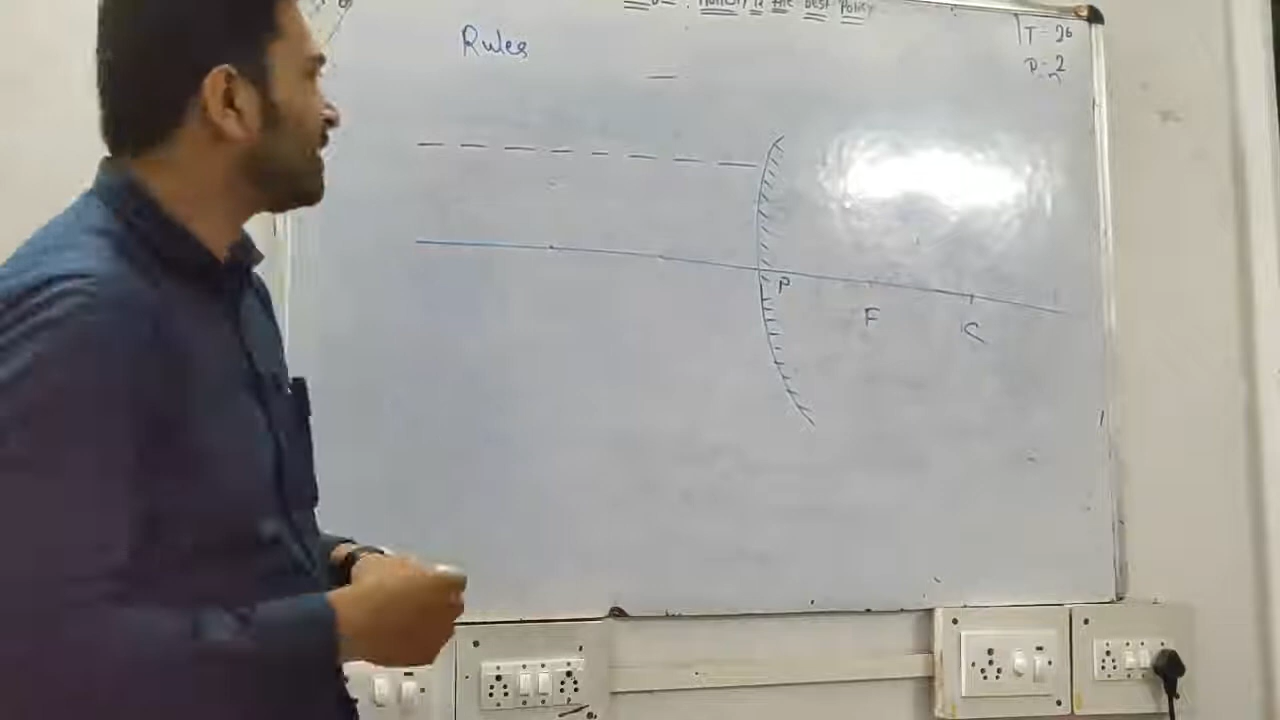 Honesty is the Best Policy
T = 26
P = 2
Rules
P
F
C